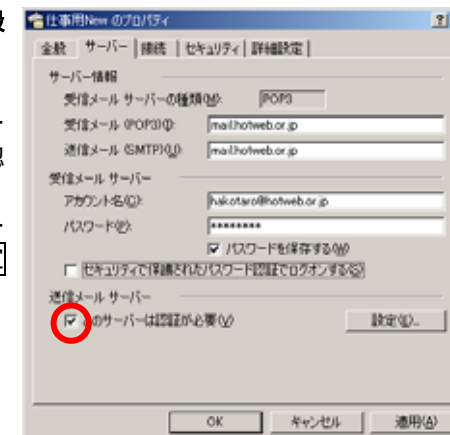 仕事用New のプロパティ
全般 サーバー 接続 セキュリティ 詳細設定
サーバー情報
受信メール サーバーの種類(M): POP3
受信メール (POP3)(I): mail.hotweb.or.jp
送信メール (SMTP)(U): mail.hotweb.or.jp
受信メール サーバー
アカウント名(C): hakotaro@hotweb.or.jp
パスワード(P): ********
パスワードを保存する(W)
セキュリティで保護されたパスワード認証でログオンする(S)
送信メール サーバー
このサーバーは認証が必要(V) 設定(E)...
OK キャンセル 適用(A)